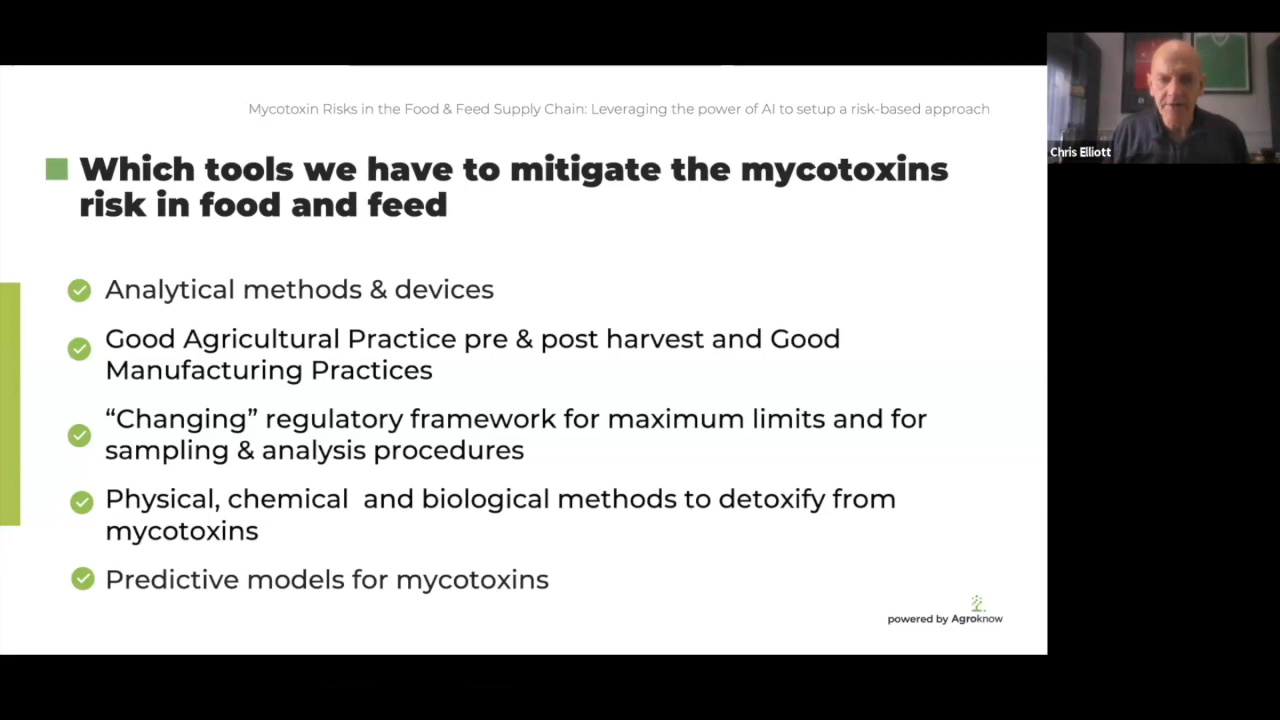 Mycotoxin Risks in the Food & Feed Supply Chain: Leveraging the power of AI to setup a risk-based approach
Chris Elliott
Which tools we have to mitigate the mycotoxins
risk in food and feed
Analytical methods & devices
Good Agricultural Practice pre & post harvest and Good
Manufacturing Practices
“Changing” regulatory framework for maximum limits and for
sampling & analysis procedures
Physical, chemical  and biological methods to detoxify from
mycotoxins
Predictive models for mycotoxins
powered by Agroknow